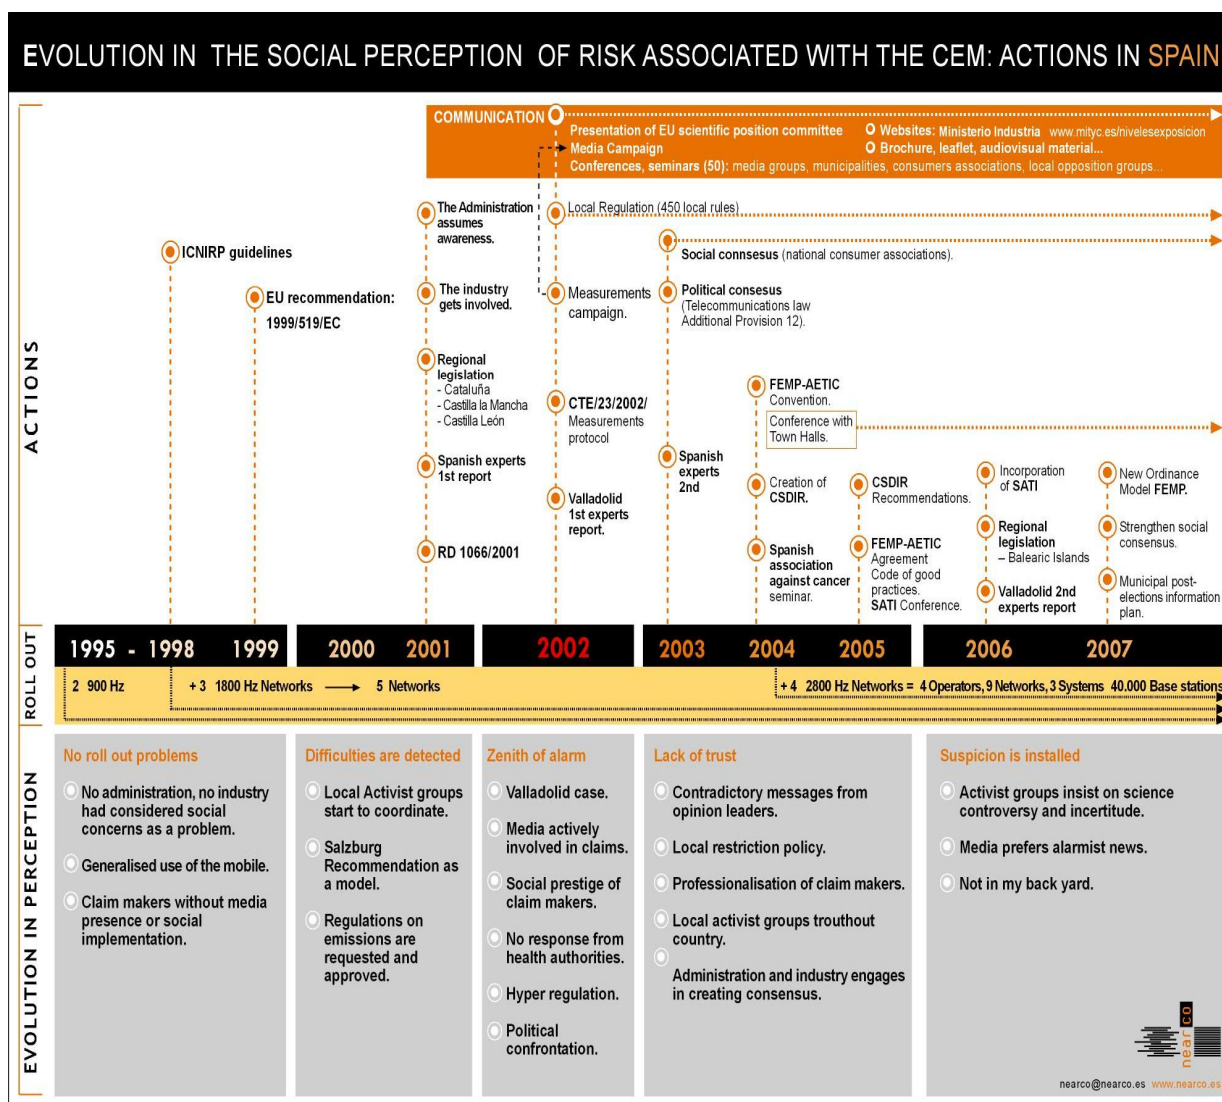 EVOLUTION IN THE SOCIAL PERCEPTION OF RISK ASSOCIATED WITH THE CEM: ACTIONS IN SPAIN
ACTIONS
COMMUNICATION
Presentation of EU scientific position committee
Media Campaign
Websites: Ministerio Industria www.mityc.es/nivelesexposicion
Brochure, leaflet, audiovisual material...
Conferences, seminars (50): media groups, municipalities, consumers associations, local opposition groups...
ICNIRP guidelines
EU recommendation:
1999/519/EC
The Administration
assumes
awareness.
The industry
gets involved.
Regional
legislation
- Cataluña
- Castilla la Mancha
- Castilla León
Spanish experts
1st report
RD 1066/2001
Local Regulation (450 local rules)
Measurements
campaign.
CTE/23/2002/
Measurements
protocol
Valladolid
1st experts
report.
Social connsesus (national consumer associations).
Political consesus
(Telecommunications law
Additional Provision 12).
Spanish
experts
2nd
FEMP-AETIC
Convention.
Conference with
Town Halls.
Creation of
CSDIR.
Spanish
association
against cancer
seminar.
CSDIR
Recommendations.
FEMP-AETIC
Agreement
Code of good
practices.
SATI Conference.
Incorporation
of SATI
Regional
legislation
– Balearic Islands
Valladolid 2nd
experts report
New Ordinance
Model FEMP.
Strengthen social
consensus.
Municipal post-
elections information
plan.
ROLL OUT
1995 - 1998 1999 2000 2001 2002 2003 2004 2005 2006 2007
2 900 Hz + 3 1800 Hz Networks 5 Networks + 4 2800 Hz Networks = 4 Operators, 9 Networks, 3 Systems 40.000 Base stations
EVOLUTION IN PERCEPTION
No roll out problems
No administration, no industry
had considered social
concerns as a problem.
Generalised use of the mobile.
Claim makers without media
presence or social
implementation.
Difficulties are detected
Local Activist groups
start to coordinate.
Salzburg
Recommendation as
a model.
Regulations on
emissions are
requested and
approved.
Zenith of alarm
Valladolid case.
Media actively
involved in claims.
Social prestige of
claim makers.
No response from
health authorities.
Hyper regulation.
Political
confrontation.
Lack of trust
Contradictory messages from
opinion leaders.
Local restriction policy.
Professionalisation of claim makers.
Local activist groups trouthout
country.
Administration and industry engages
in creating consensus.
Suspicion is installed
Activist groups insist on science
controversy and incertitude.
Media prefers alarmist news.
Not in my back yard.
nearco
nearco@nearco.es www.nearco.es